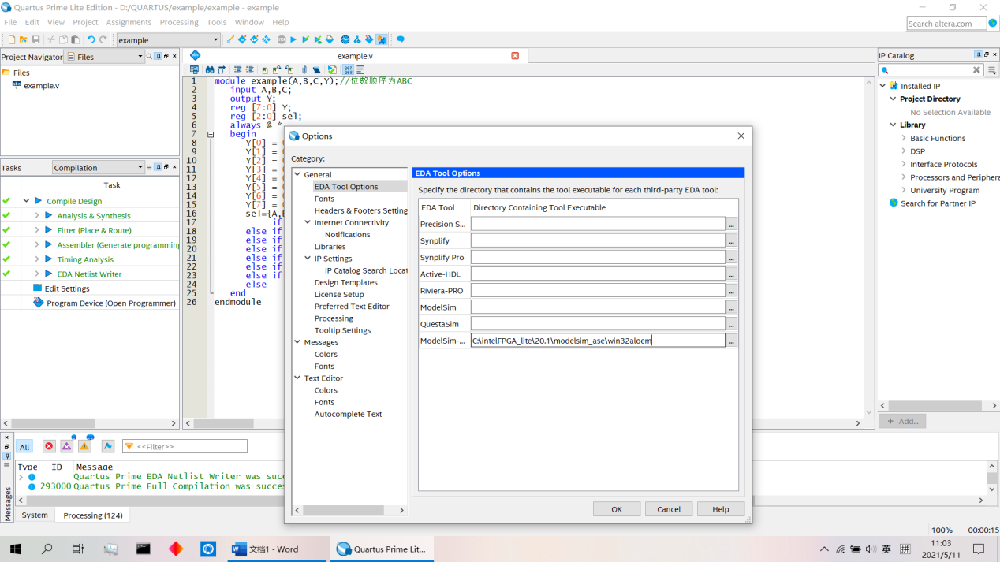 Quartus Prime Lite Edition - D:/QUARTUS/example/example - example
File Edit View Project Assignments Processing Tools Window Help
Search altera.com
example
Project Navigator Files
Files
example.v
Tasks Compilation
Task
Compile Design
Analysis & Synthesis
Fitter (Place & Route)
Assembler (Generate programming
Timing Analysis
EDA Netlist Writer
Edit Settings
Program Device (Open Programmer)
example.v
267
268
1 module example(A,B,C,Y);//位数顺序为ABC
2 input A,B,C;
3 output Y;
4 reg [7:0] Y;
5 reg [2:0] sel;
6 always @ *
7 begin
8 Y[0] =
9 Y[1] =
10 Y[2] =
11 Y[3] =
12 Y[4] =
13 Y[5] =
14 Y[6] =
15 Y[7] =
16 sel={A,
17 if
18 else if
19 else if
20 else if
21 else if
22 else if
23 else if
24 else
25 end
26 endmodule
Options
Category:
General
EDA Tool Options
Fonts
Headers & Footers Setting
Internet Connectivity
Notifications
Libraries
IP Settings
IP Catalog Search Locat
Design Templates
License Setup
Preferred Text Editor
Processing
Tooltip Settings
Messages
Colors
Fonts
Text Editor
Colors
Fonts
Autocomplete Text
EDA Tool Options
Specify the directory that contains the tool executable for each third-party EDA tool:
EDA Tool Directory Containing Tool Executable
Precision S... ...
Synplify ...
Synplify Pro ...
Active-HDL ...
Riviera-PRO ...
ModelSim ...
QuestaSim ...
ModelSim-... C:\intelFPGA_lite\20.1\modelsim_ase\win32aloem ...
OK Cancel Help
IP Catalog
Installed IP
Project Directory
No Selection Available
Library
Basic Functions
DSP
Interface Protocols
Processors and Periphera
University Program
Search for Partner IP
+ Add...
All <<Filter>>
Type ID Message
Quartus Prime EDA Netlist Writer was suc
293000 Quartus Prime Full Compilation was succes
Messages
System Processing (124)
100% 00:00:15
文档1 - Word
Quartus Prime Lit...
英
拼
11:03
2021/5/11